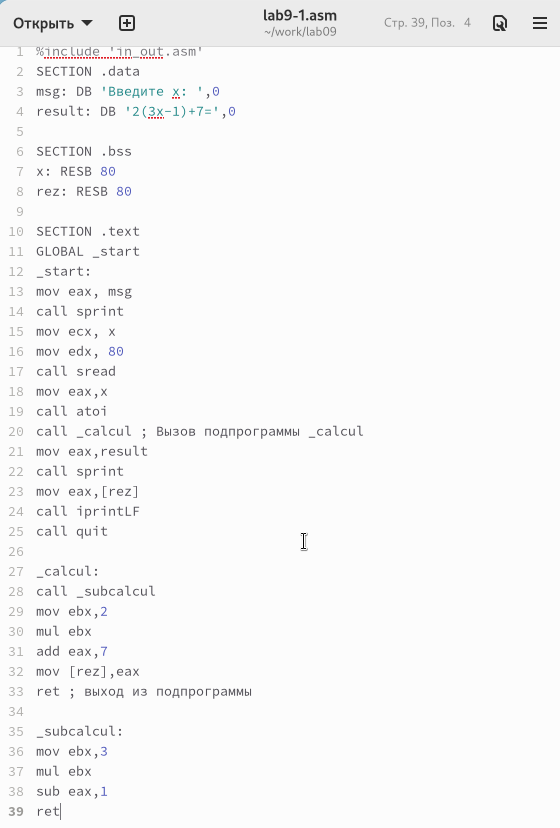 Открыть
lab9-1.asm
~/work/lab09
Стр. 39, Поз. 4
1 %include 'in_out.asm'
2 SECTION .data
3 msg: DB 'Введите x: ',0
4 result: DB '2(3x-1)+7=',0
5
6 SECTION .bss
7 x: RESB 80
8 rez: RESB 80
9
10 SECTION .text
11 GLOBAL _start
12 _start:
13 mov eax, msg
14 call sprint
15 mov ecx, x
16 mov edx, 80
17 call sread
18 mov eax,x
19 call atoi
20 call _calcul ; Вызов подпрограммы _calcul
21 mov eax,result
22 call sprint
23 mov eax,[rez]
24 call iprintLF
25 call quit
26
27 _calcul:
28 call _subcalcul
29 mov ebx,2
30 mul ebx
31 add eax,7
32 mov [rez],eax
33 ret ; выход из подпрограммы
34
35 _subcalcul:
36 mov ebx,3
37 mul ebx
38 sub eax,1
39 ret